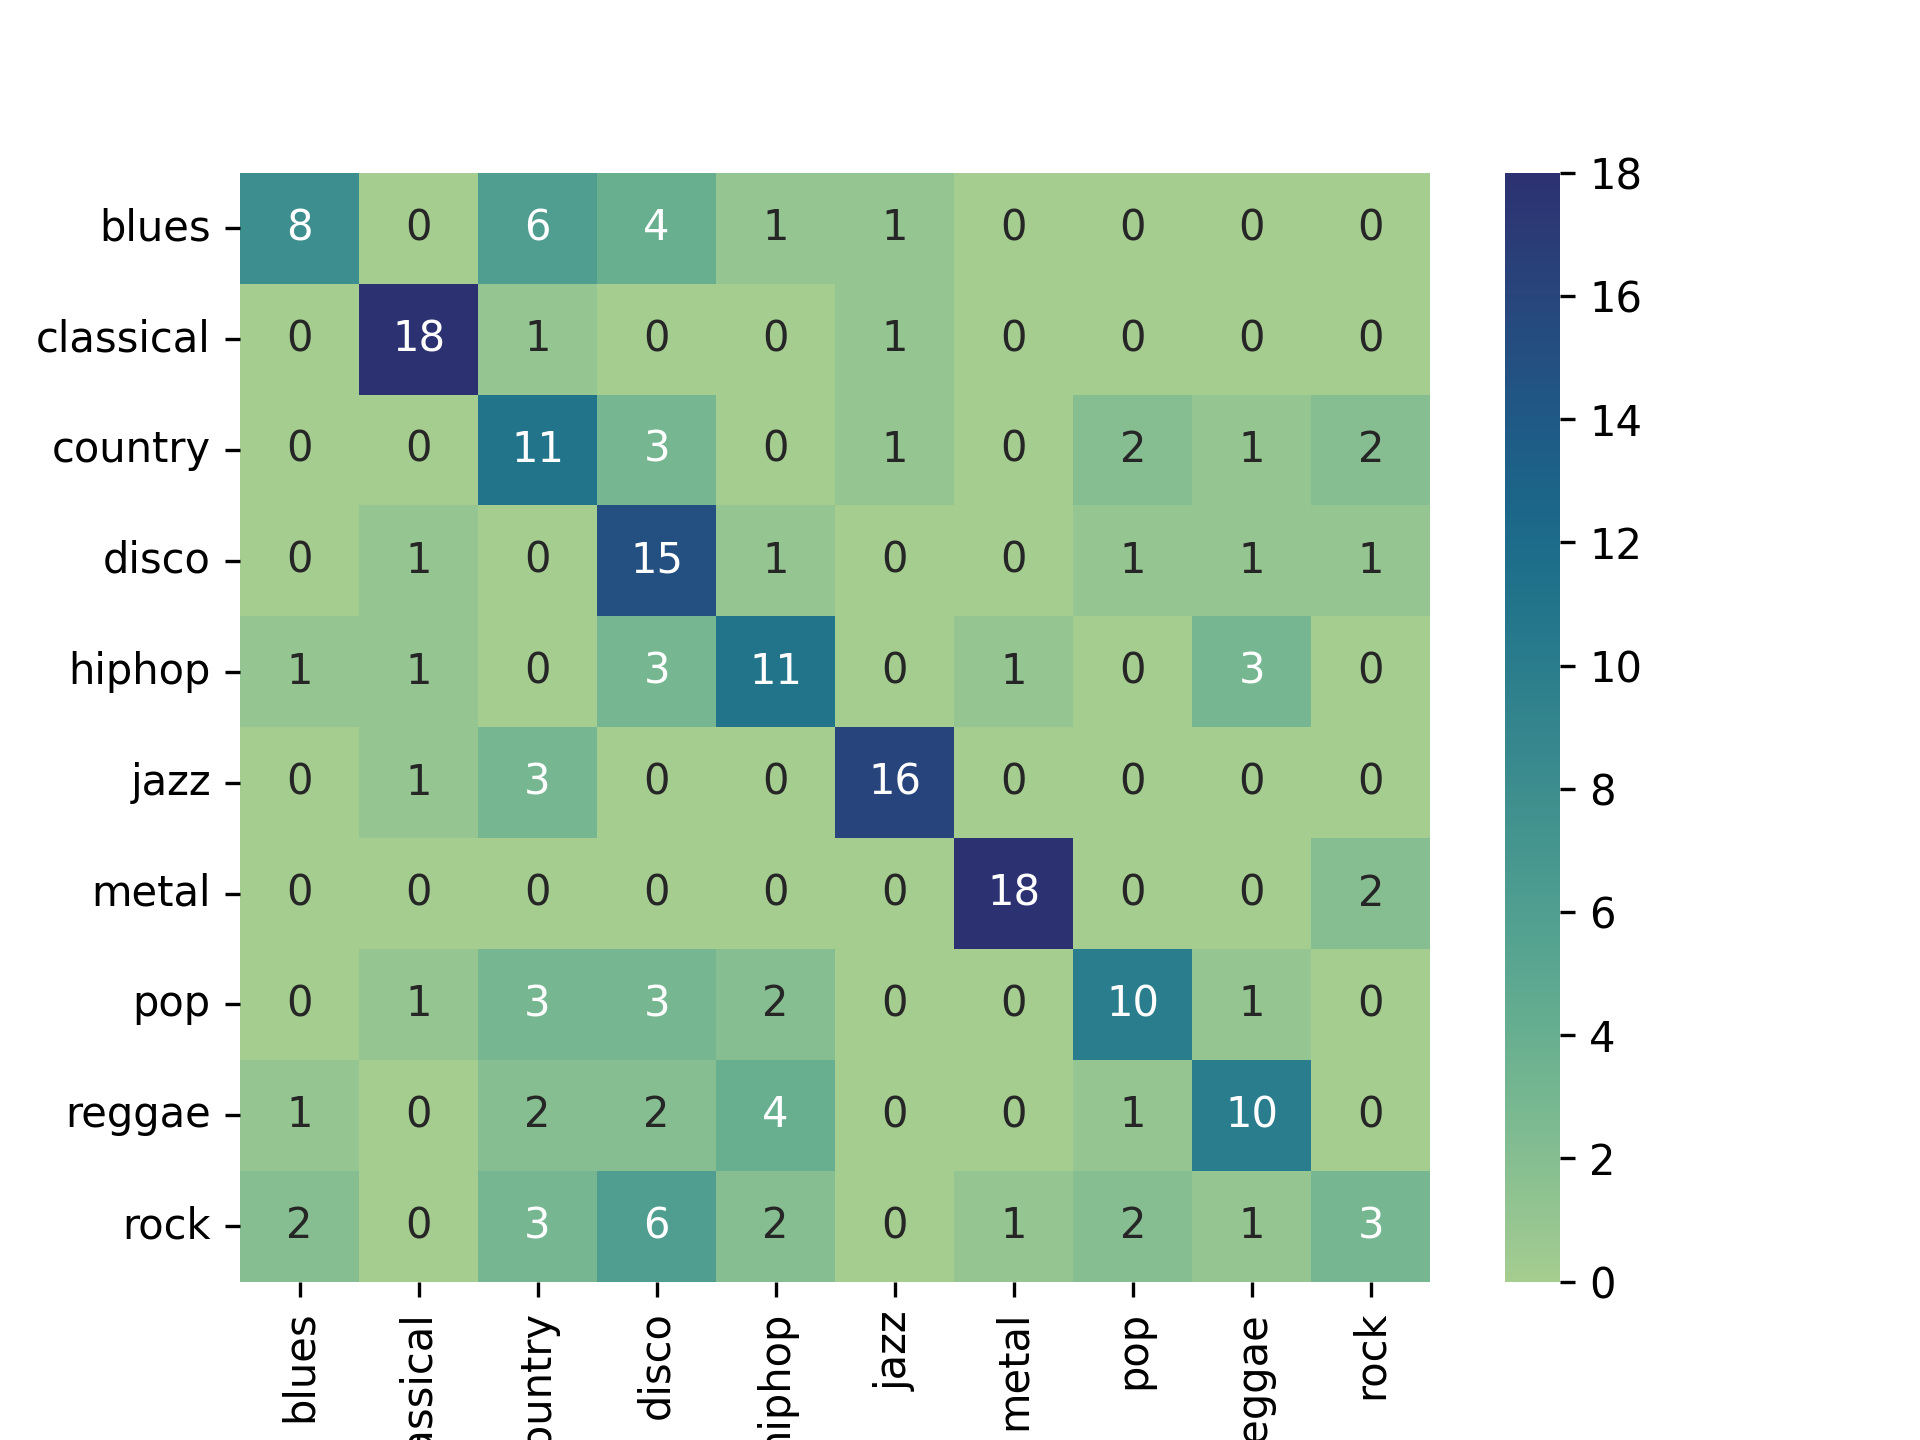 blues 8 0 6 4 1 1 0 0 0 0
classical 0 18 1 0 0 1 0 0 0 0
country 0 0 11 3 0 1 0 2 1 2
disco 0 1 0 15 1 0 0 1 1 1
hiphop 1 1 0 3 11 0 1 0 3 0
jazz 0 1 3 0 0 16 0 0 0 0
metal 0 0 0 0 0 0 18 0 0 2
pop 0 1 3 3 2 0 0 10 1 0
reggae 1 0 2 2 4 0 0 1 10 0
rock 2 0 3 6 2 0 1 2 1 3
blues
assical
ountry
disco
hiphop
jazz
metal
pop
eggae
rock
18
16
14
12
10
8
6
4
2
0